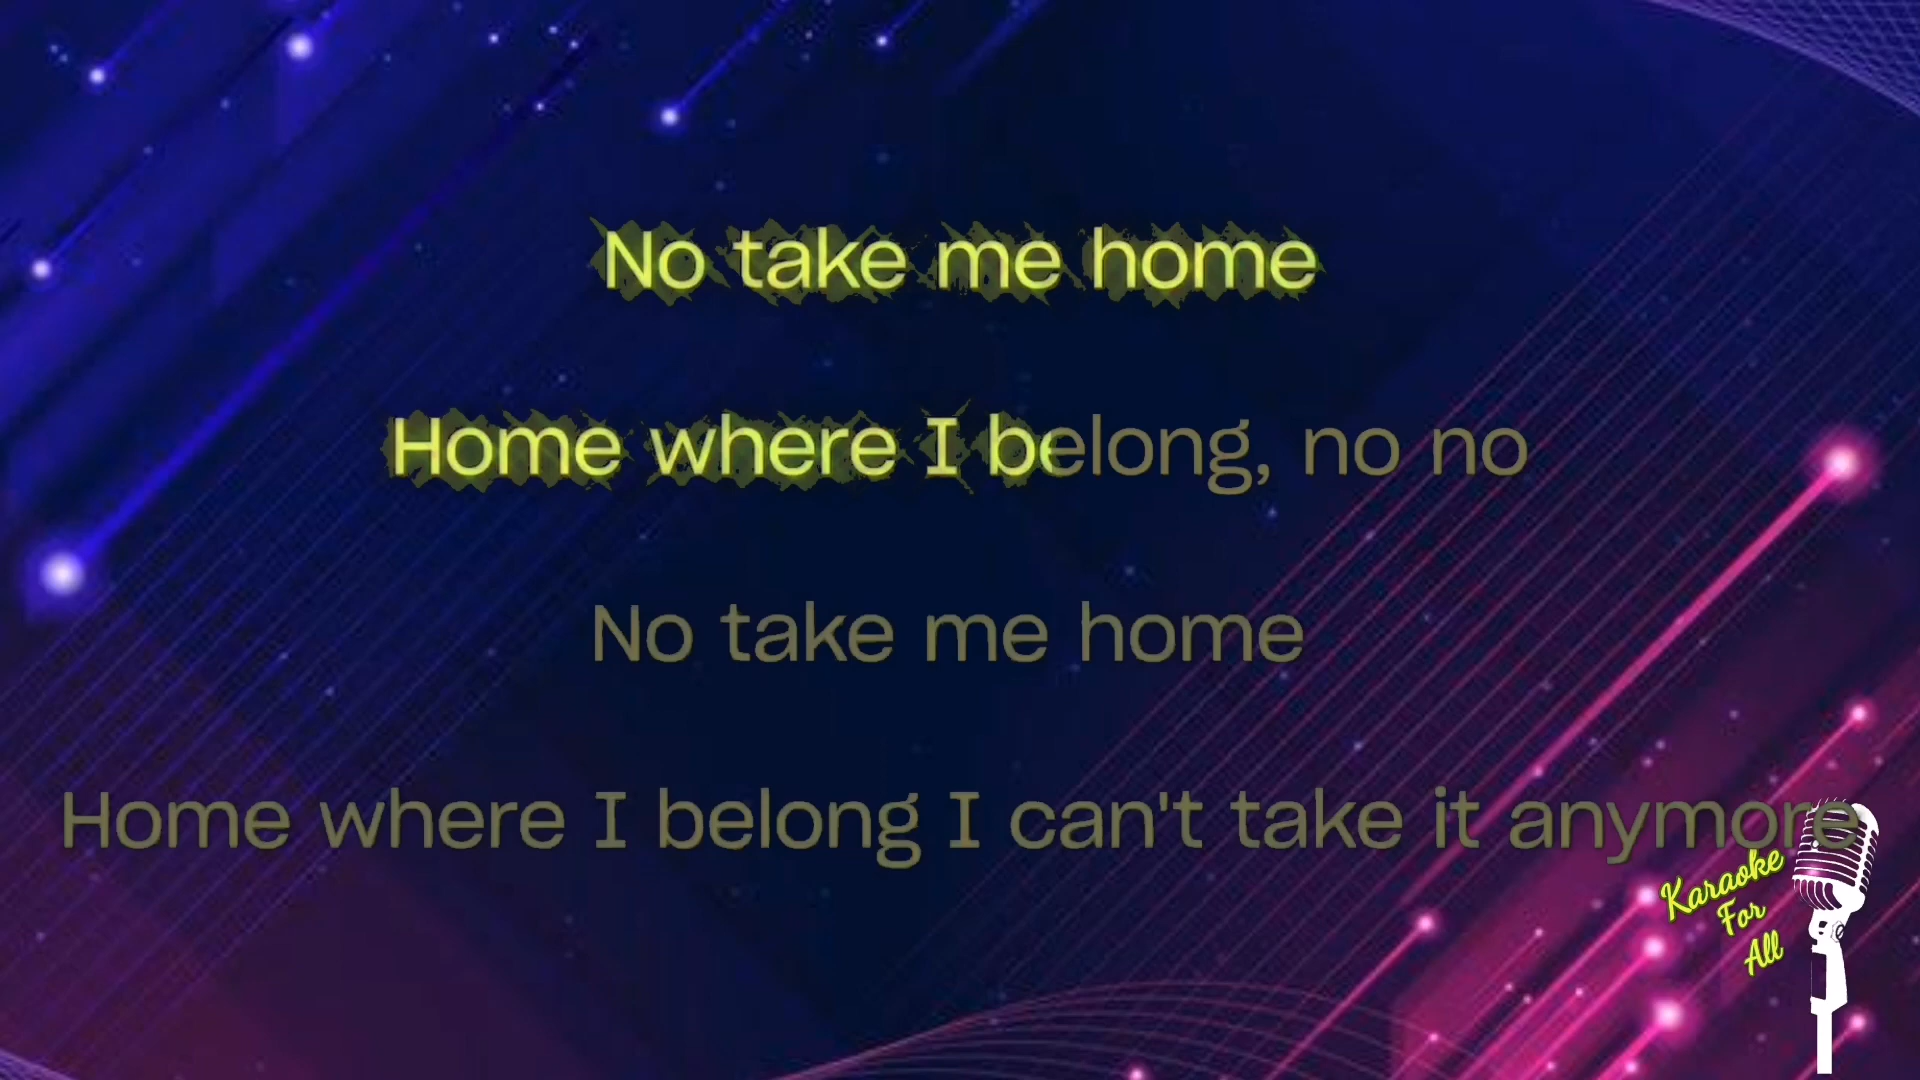 No take me home
Home where I belong, no no
No take me home
Home where I belong I can't take it anymore
Karaoke
For
All